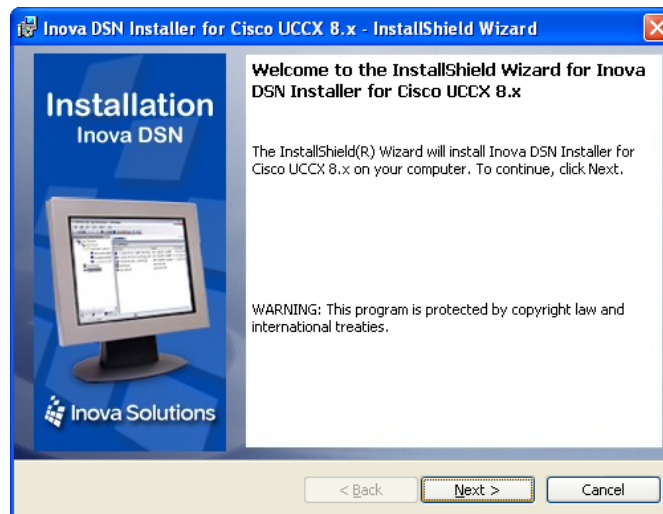 Inova DSN Installer for Cisco UCCX 8.x - InstallShield Wizard
Installation
Inova DSN
Inova Solutions
Welcome to the InstallShield Wizard for Inova
DSN Installer for Cisco UCCX 8.x
The InstallShield(R) Wizard will install Inova DSN Installer for
Cisco UCCX 8.x on your computer. To continue, click Next.
WARNING: This program is protected by copyright law and
international treaties.
< Back
Next >
Cancel